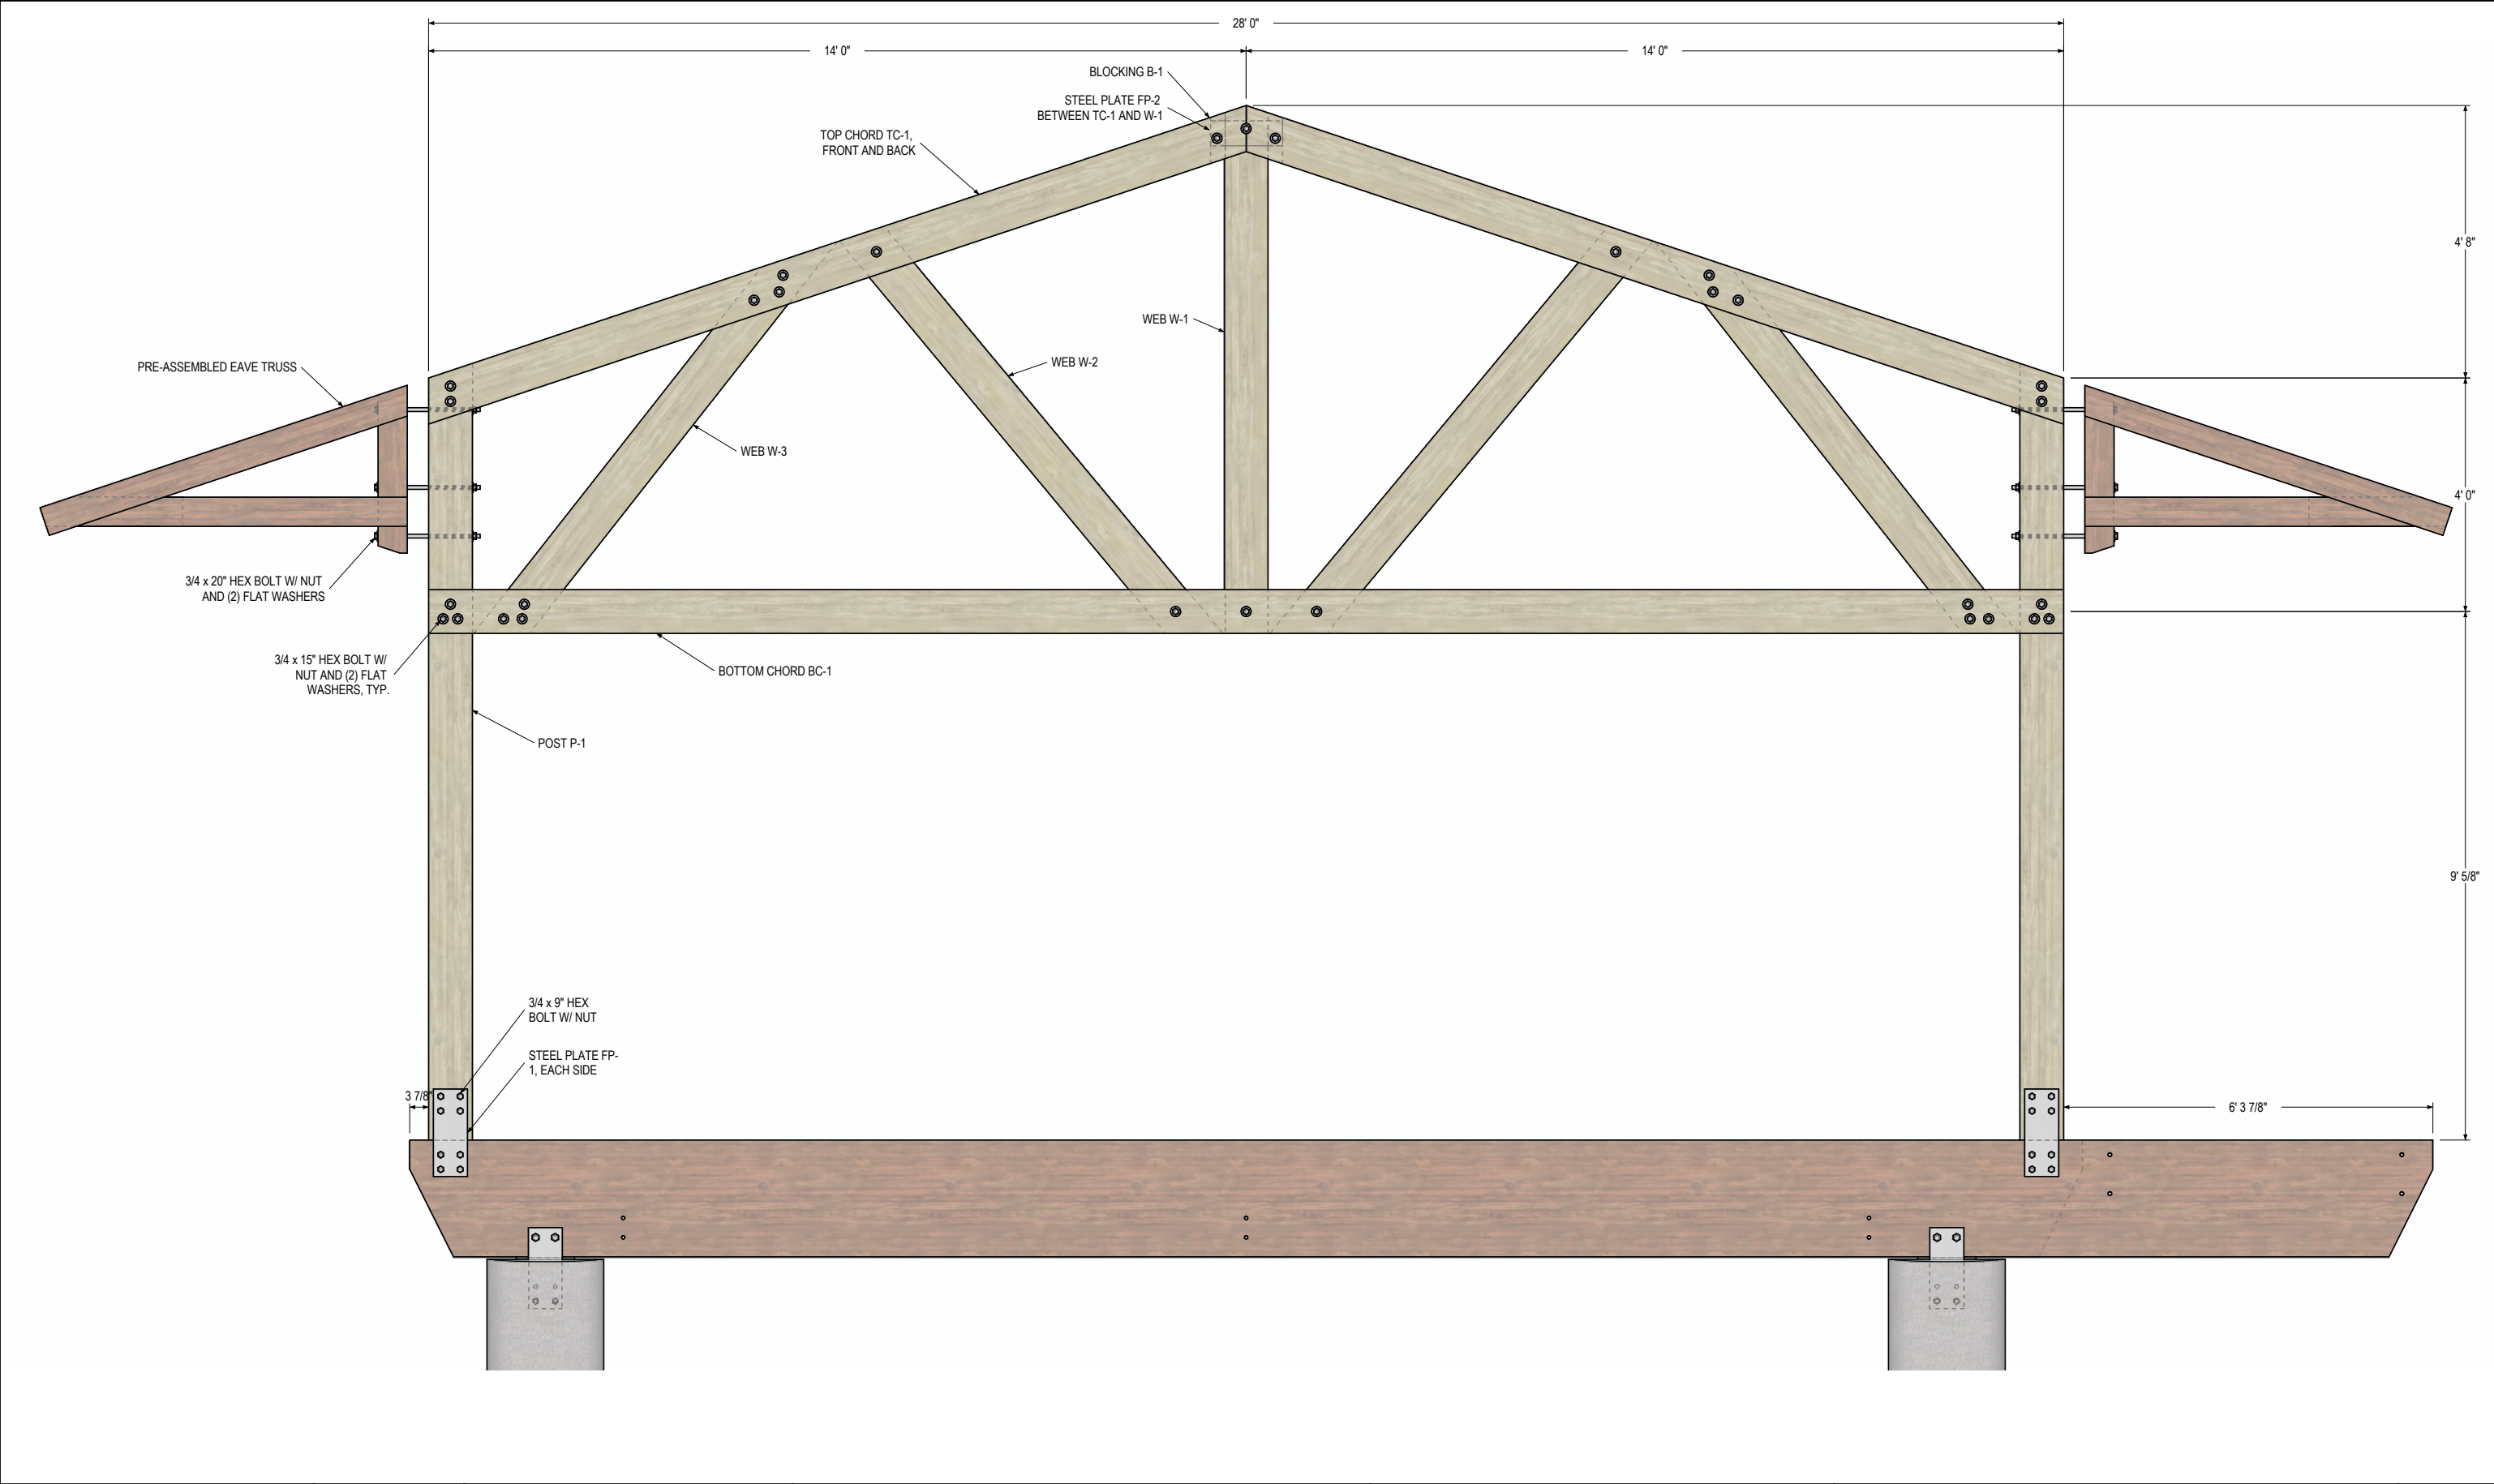 28' 0"
14' 0"
14' 0"
BLOCKING B-1
STEEL PLATE FP-2
BETWEEN TC-1 AND W-1
TOP CHORD TC-1,
FRONT AND BACK
4' 8"
WEB W-1
WEB W-2
PRE-ASSEMBLED EAVE TRUSS
WEB W-3
4' 0"
3/4 x 20" HEX BOLT W/ NUT
AND (2) FLAT WASHERS
3/4 x 15" HEX BOLT W/
NUT AND (2) FLAT
WASHERS, TYP.
BOTTOM CHORD BC-1
POST P-1
9' 5/8"
3/4 x 9" HEX
BOLT W/ NUT
STEEL PLATE FP-
1, EACH SIDE
3 7/8"
6' 3 7/8"